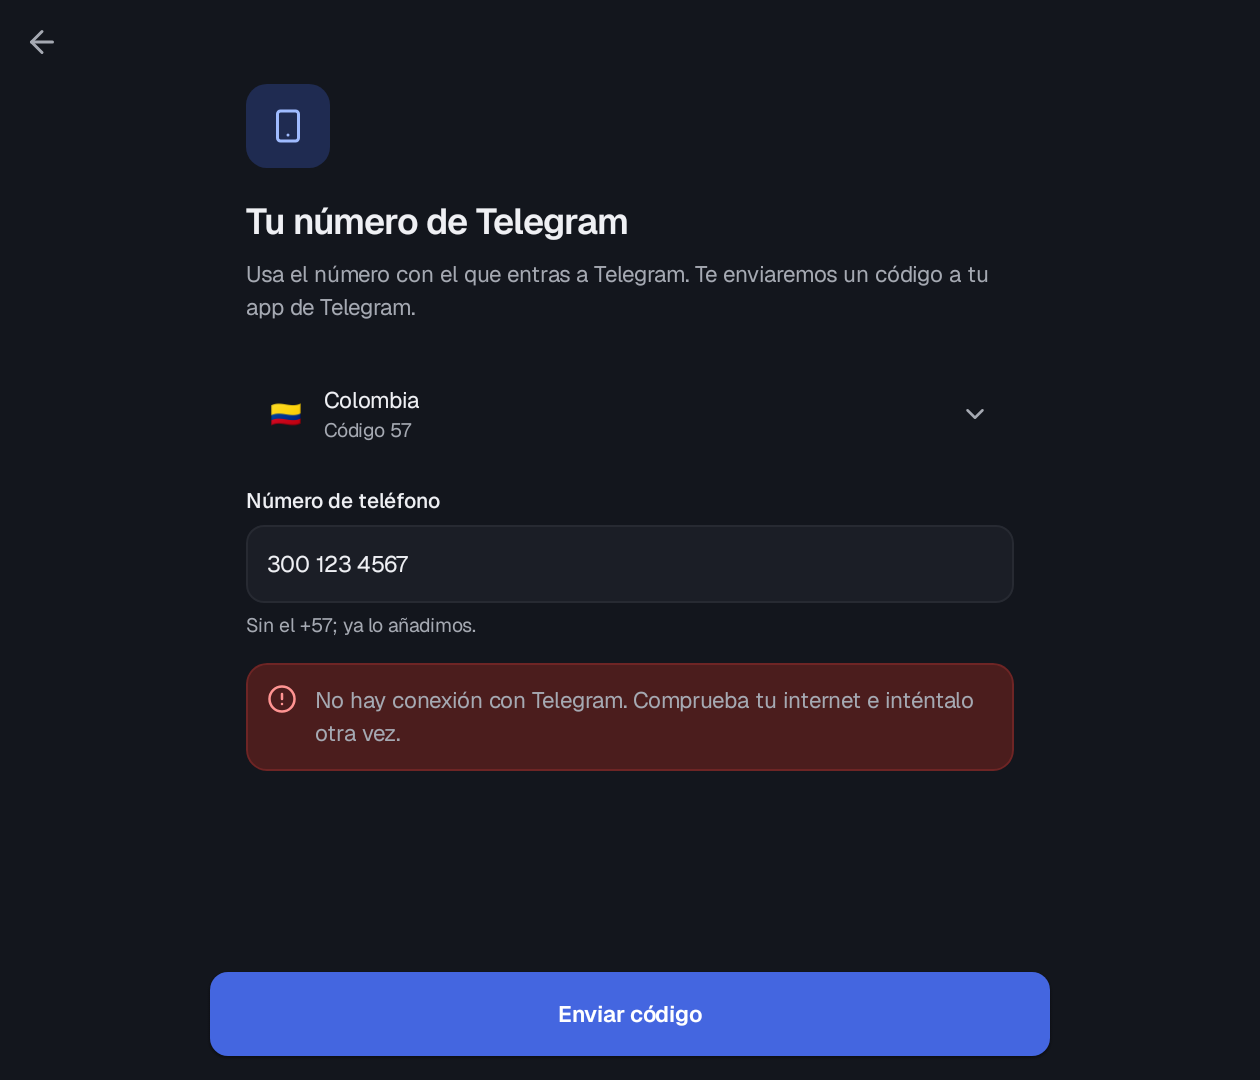 Tu número de Telegram
Usa el número con el que entras a Telegram. Te enviaremos un código a tu
app de Telegram.
Colombia
Código 57
Número de teléfono
300 123 4567
Sin el +57; ya lo añadimos.
No hay conexión con Telegram. Comprueba tu internet e inténtalo
otra vez.
Enviar código